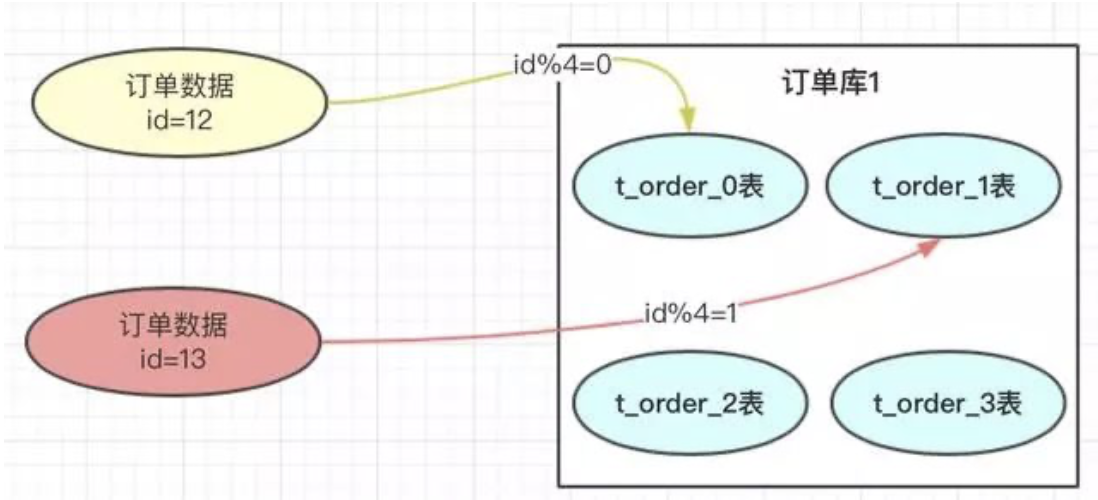 订单数据
id=12
id%4=0
订单库1
t_order_0表
t_order_1表
订单数据
id=13
id%4=1
t_order_2表
t_order_3表